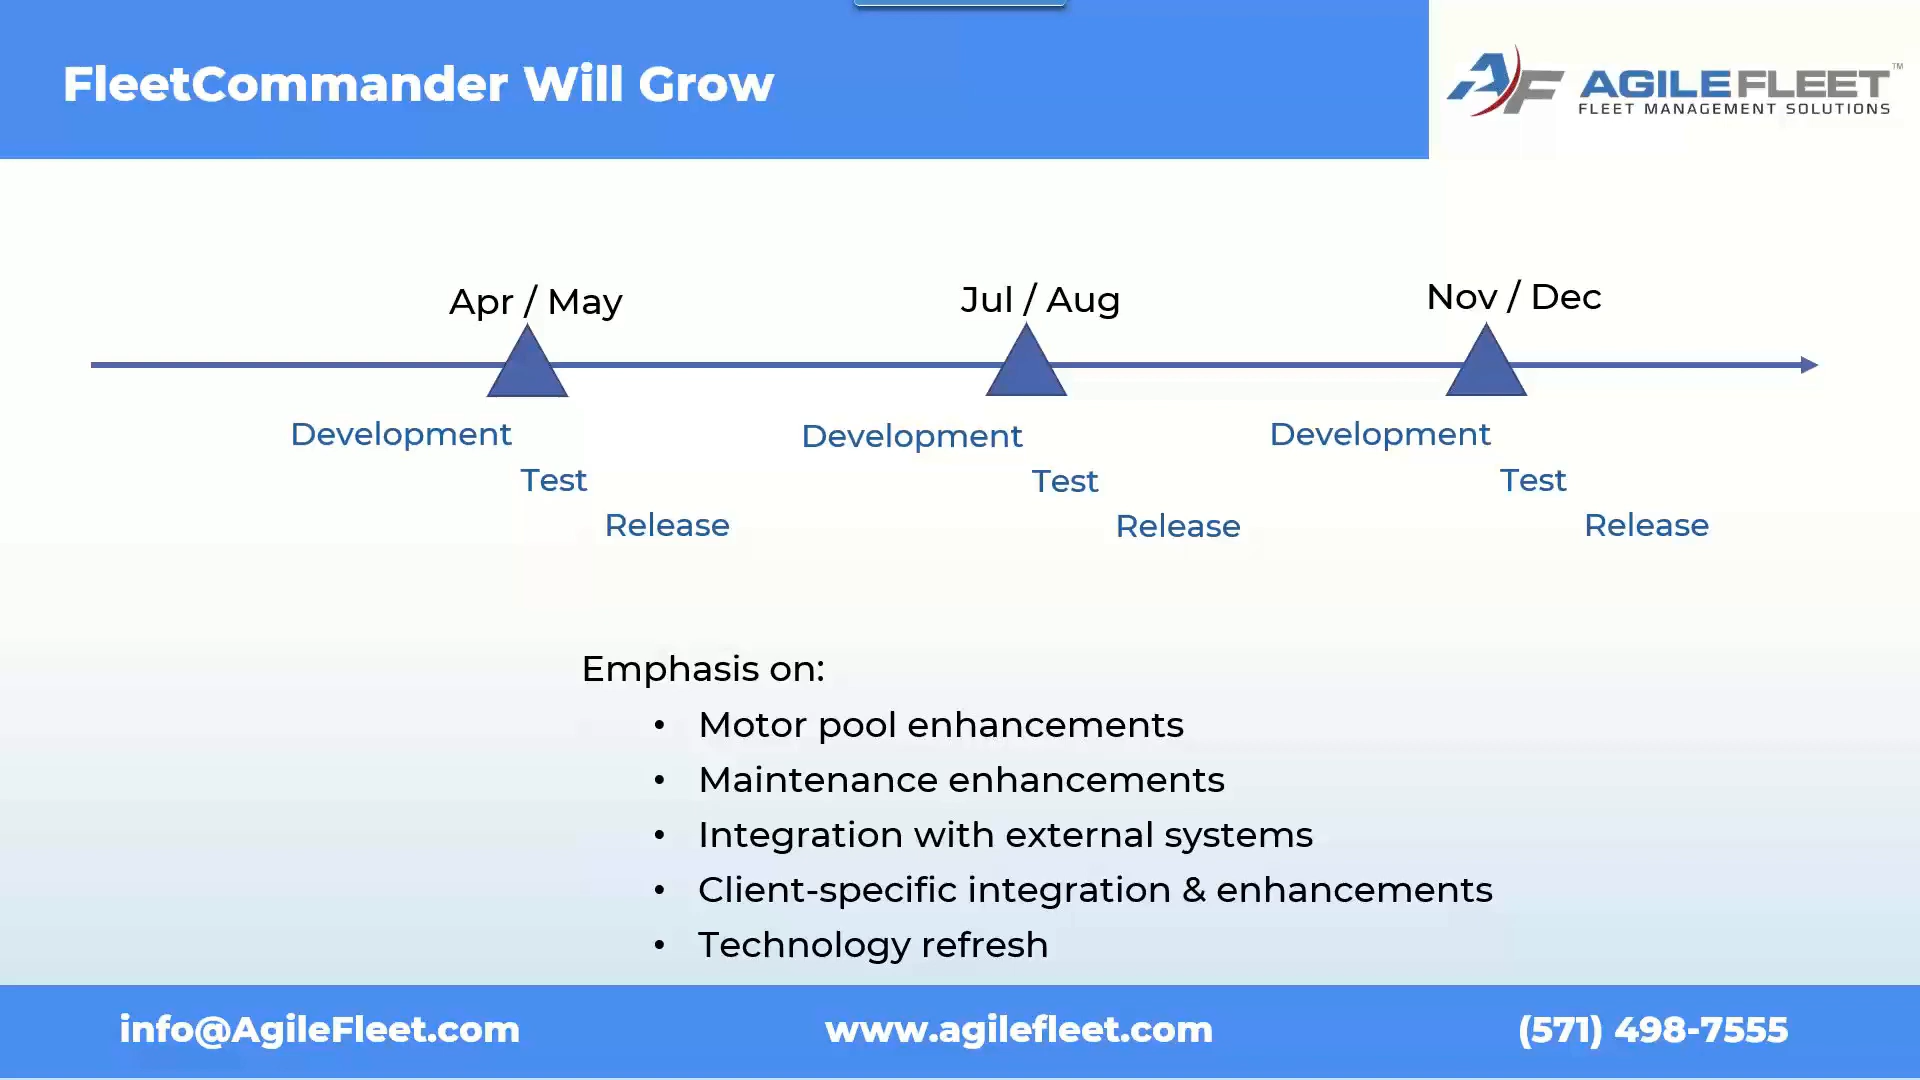 FleetCommander Will Grow
AF AGILEFLEET™
FLEET MANAGEMENT SOLUTIONS
Apr / May
Jul / Aug
Nov / Dec
Development
Development
Development
Test
Test
Test
Release
Release
Release
Emphasis on:
• Motor pool enhancements
• Maintenance enhancements
• Integration with external systems
• Client-specific integration & enhancements
• Technology refresh
info@AgileFleet.com
www.agilefleet.com
(571) 498-7555